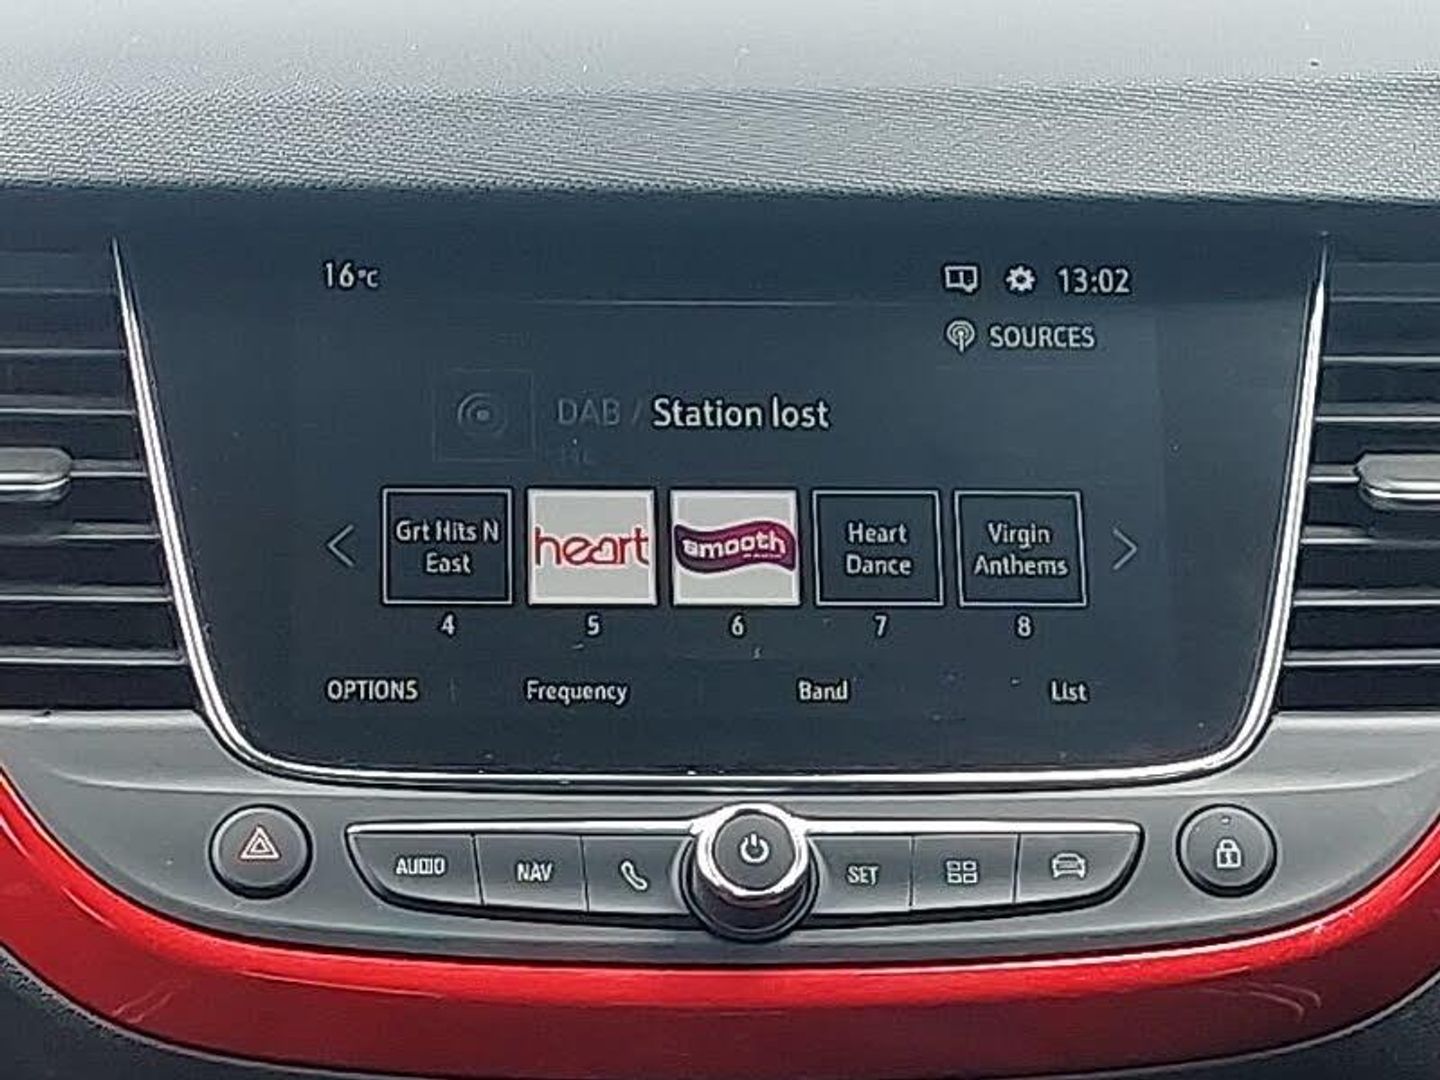 16°C
13:02
SOURCES
DAB / Station lost
Grt Hits N
East
heart
smooth
Heart
Dance
Virgin
Anthems
4
5
6
7
8
OPTIONS
Frequency
Band
List
AUDIO
NAV
SET